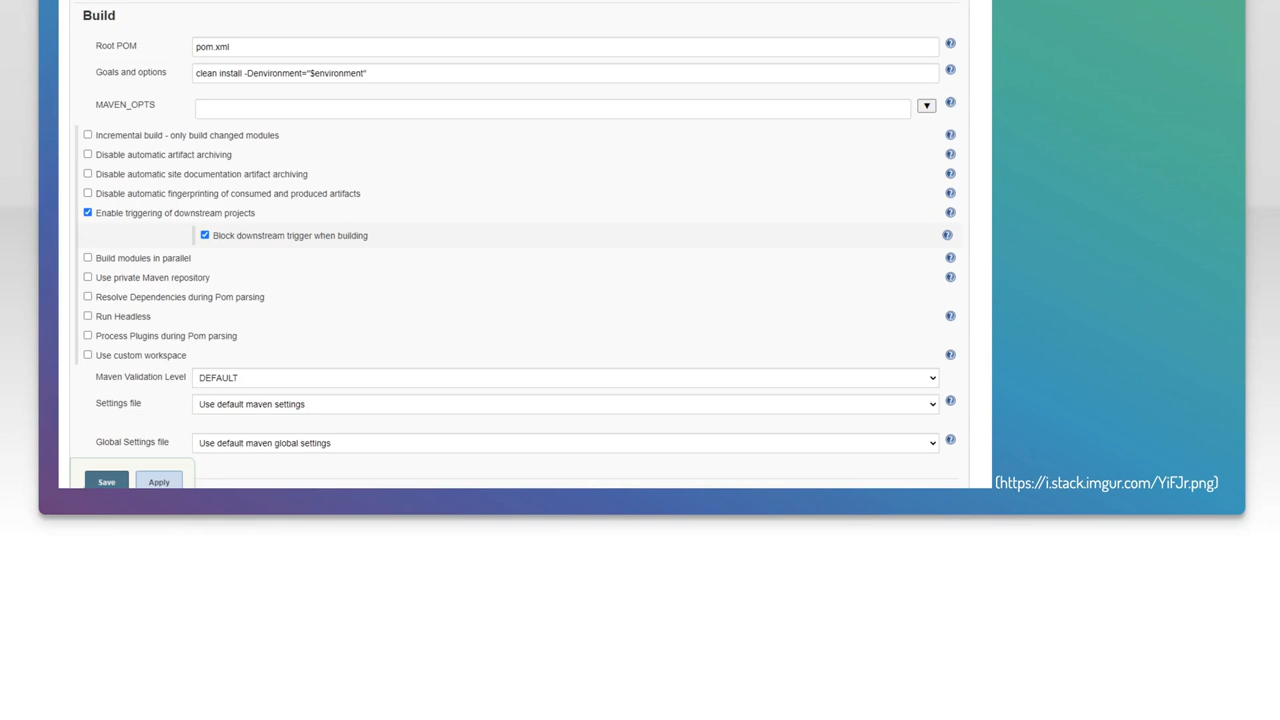 Build
Root POM
pom.xml
Goals and options
clean install -Denvironment="$environment"
MAVEN_OPTS
Incremental build - only build changed modules
Disable automatic artifact archiving
Disable automatic site documentation artifact archiving
Disable automatic fingerprinting of consumed and produced artifacts
Enable triggering of downstream projects
Block downstream trigger when building
Build modules in parallel
Use private Maven repository
Resolve Dependencies during Pom parsing
Run Headless
Process Plugins during Pom parsing
Use custom workspace
Maven Validation Level
DEFAULT
Settings file
Use default maven settings
Global Settings file
Use default maven global settings
Save
Apply
(https://i.stack.imgur.com/YiFJr.png)